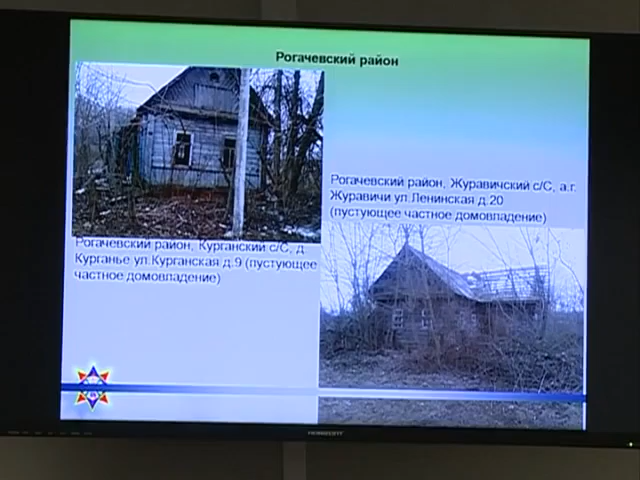 Рогачевский район
Рогачевский район, Журавичский с/С, а.г.
Журавичи ул.Ленинская д.20
(пустующее частное домовладение)
Рогачевский район, Курганский с/С, д
Курганье ул.Курганская д.9 (пустующее
частное домовладение)